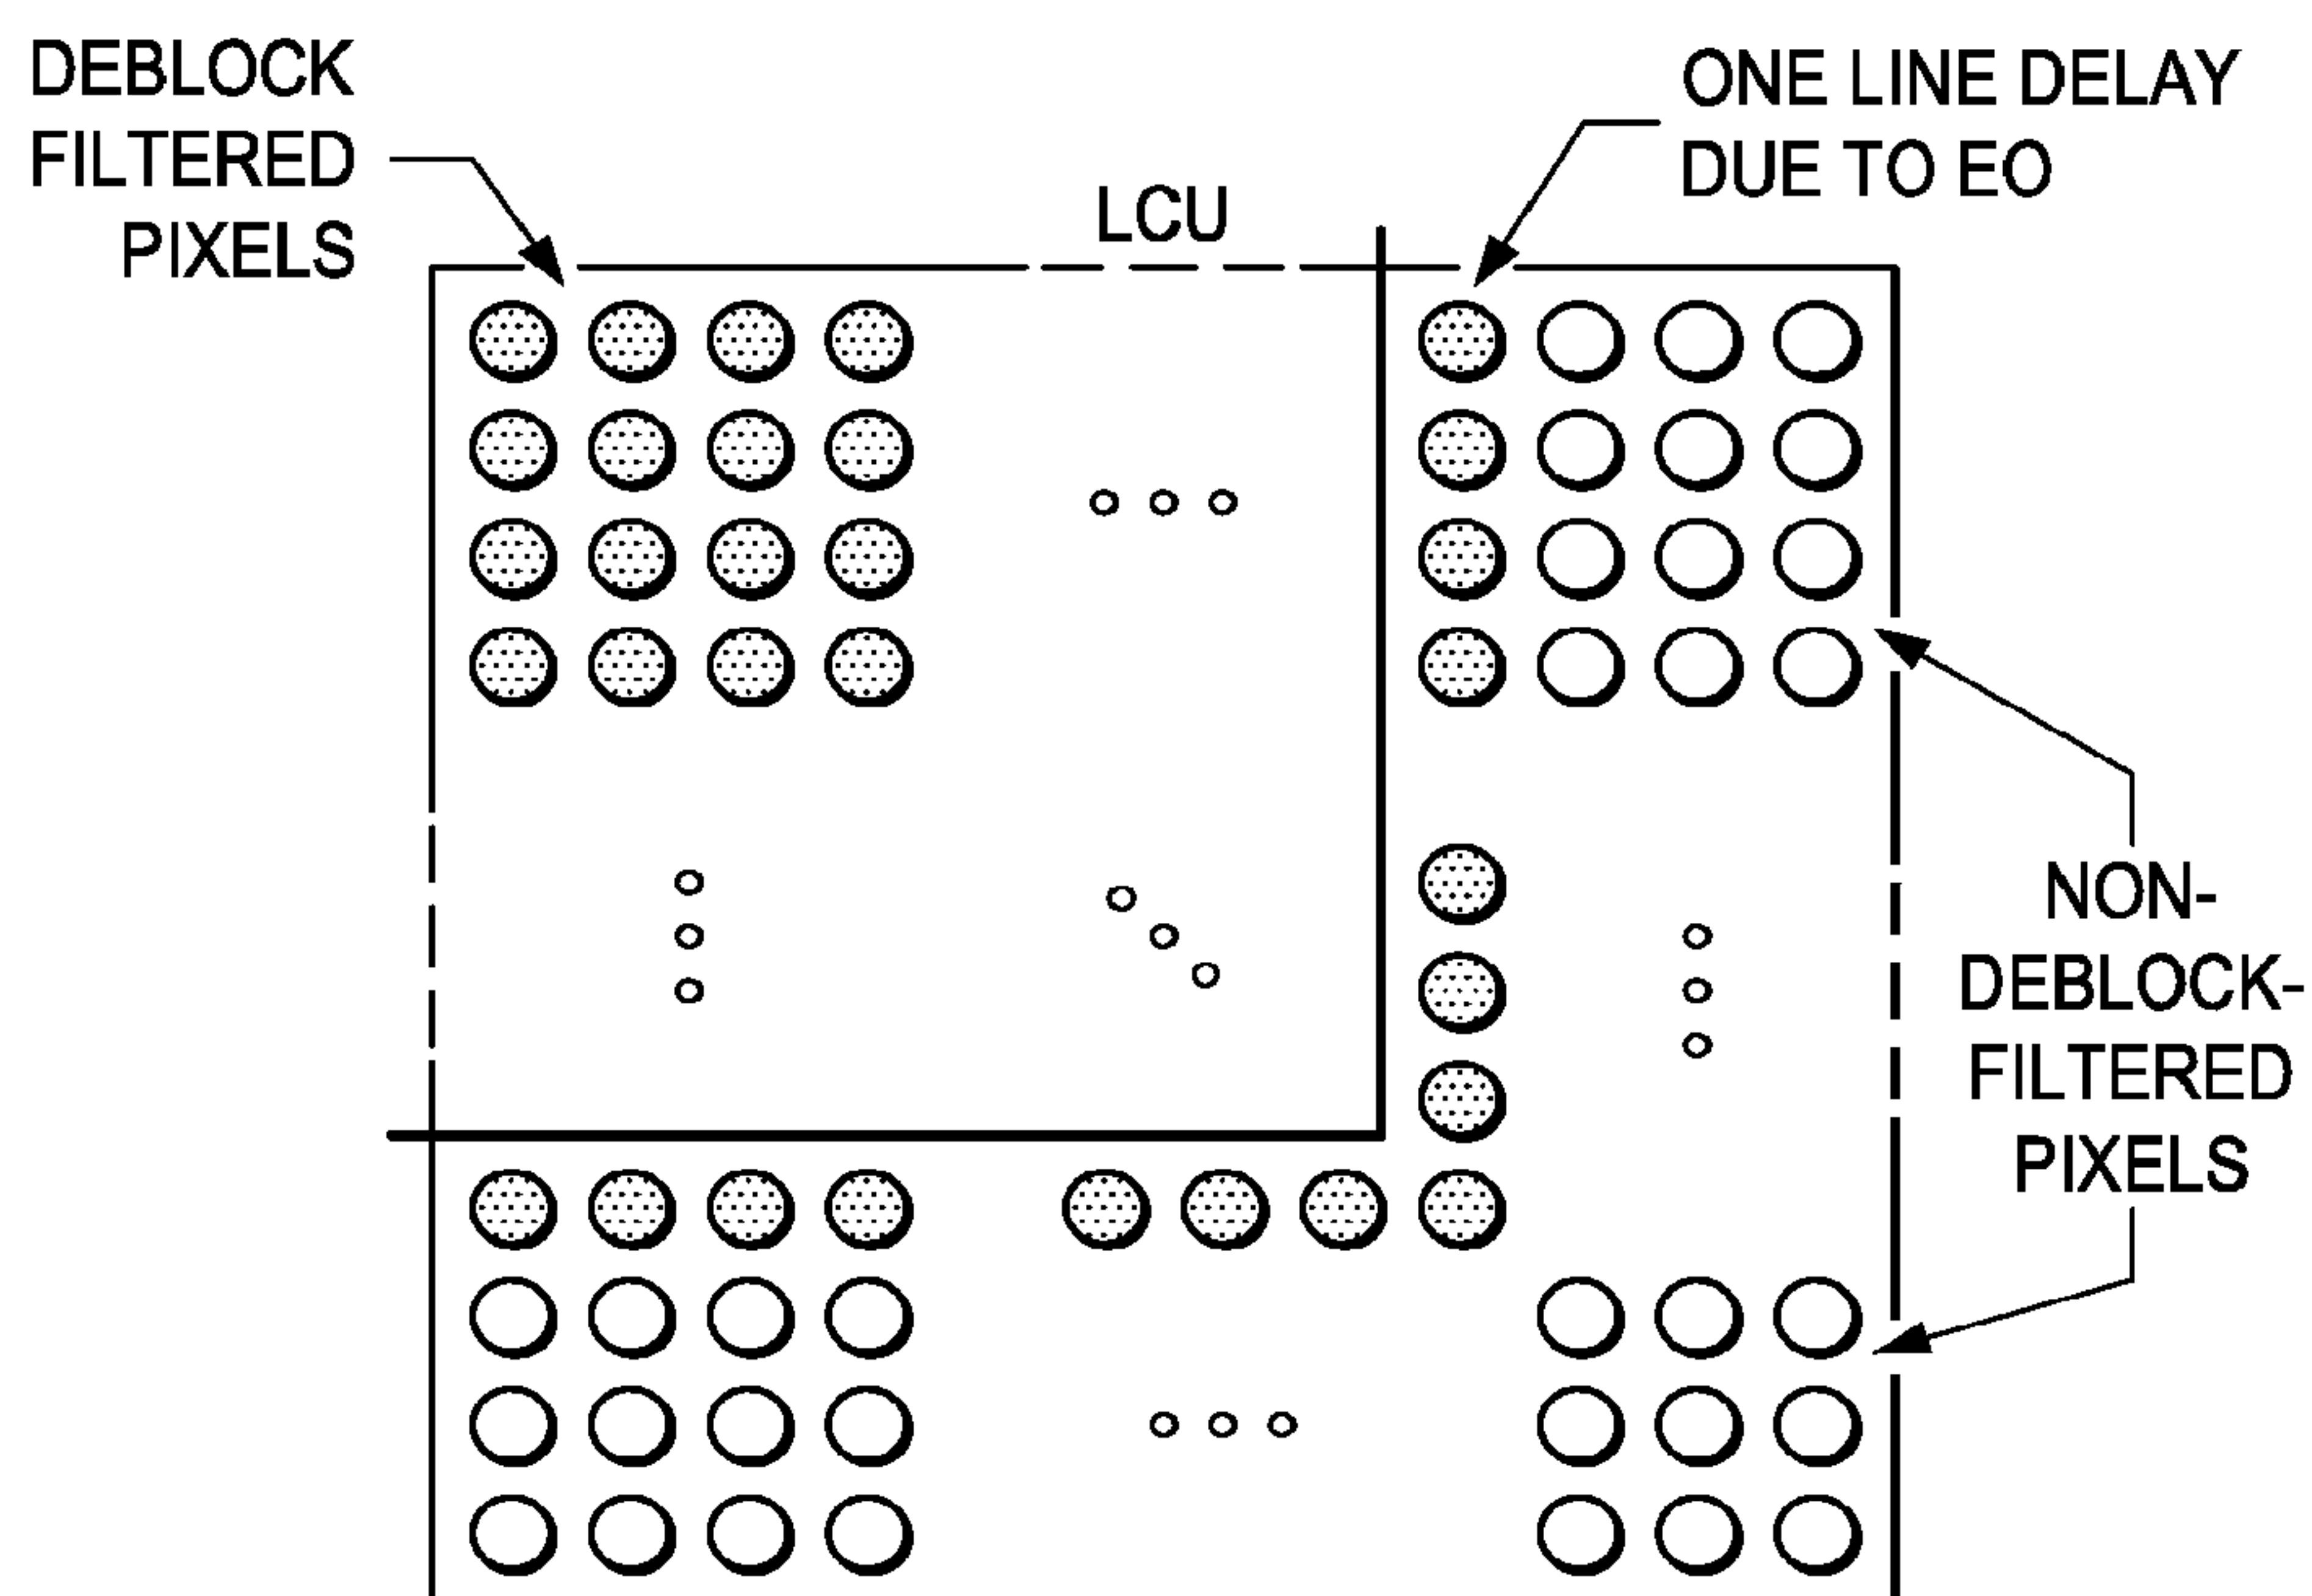 DEBLOCK
FILTERED
PIXELS
LCU
ONE LINE DELAY
DUE TO EO
NON-
DEBLOCK-
FILTERED
PIXELS